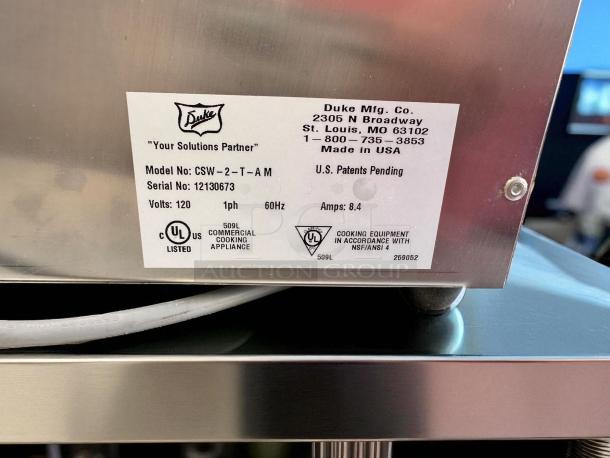 Duke
"Your Solutions Partner"
Duke Mfg. Co.
2305 N Broadway
St. Louis, MO 63102
1-800-735-3853
Made in USA
Model No: CSW-2-T-AM
U.S. Patents Pending
Serial No: 12130673
Volts: 120 1ph 60Hz Amps: 8.4
C UL US
LISTED
509L
COMMERCIAL
COOKING
APPLIANCE
UL
509L
COOKING EQUIPMENT
IN ACCORDANCE WITH
NSF/ANSI 4
269052
PCI
AUCTION GROUP